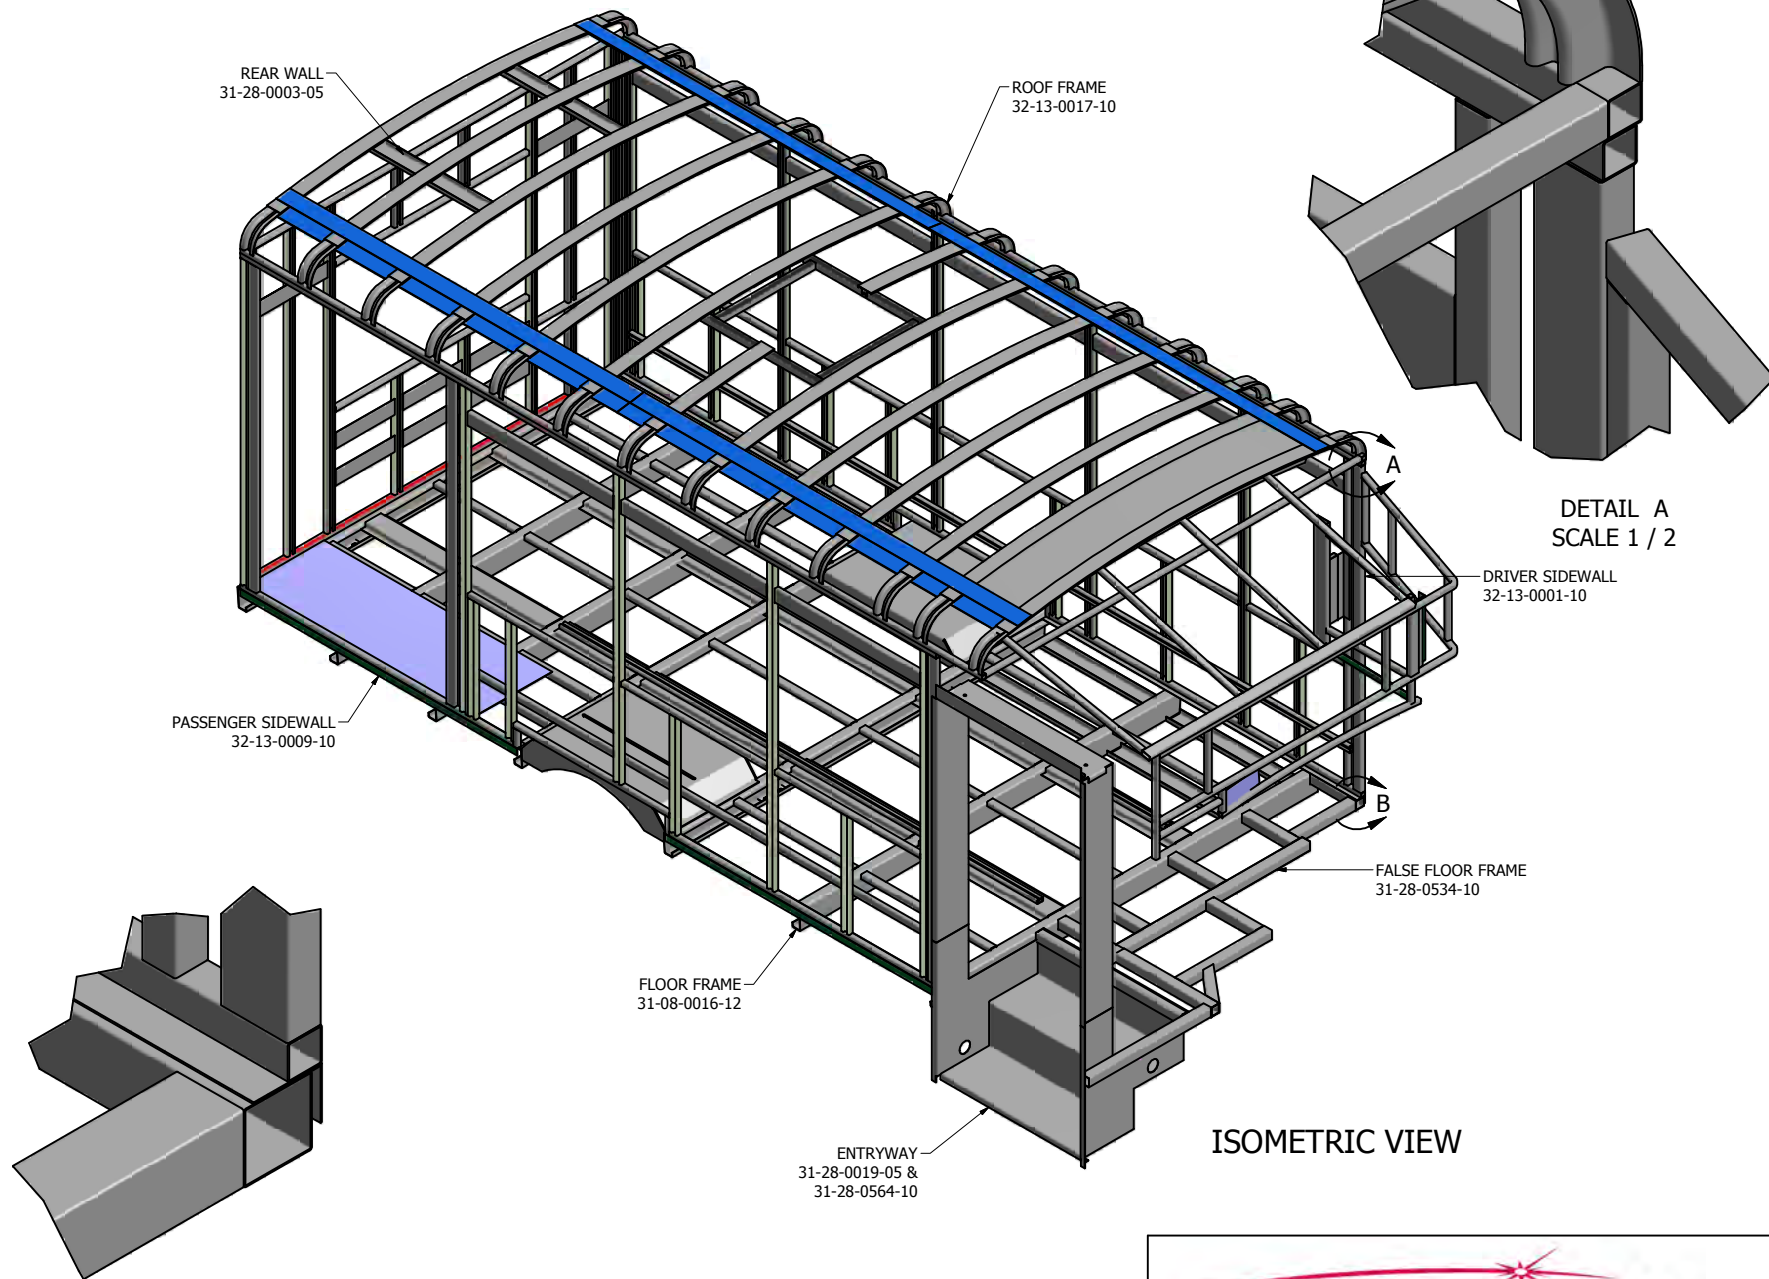 REAR WALL
31-28-0003-05
ROOF FRAME
32-13-0017-10
A
DETAIL A
SCALE 1 / 2
DRIVER SIDEWALL
32-13-0001-10
PASSENGER SIDEWALL
32-13-0009-10
B
FALSE FLOOR FRAME
31-28-0534-10
FLOOR FRAME
31-08-0016-12
ENTRYWAY
31-28-0019-05 &
31-28-0564-10
ISOMETRIC VIEW